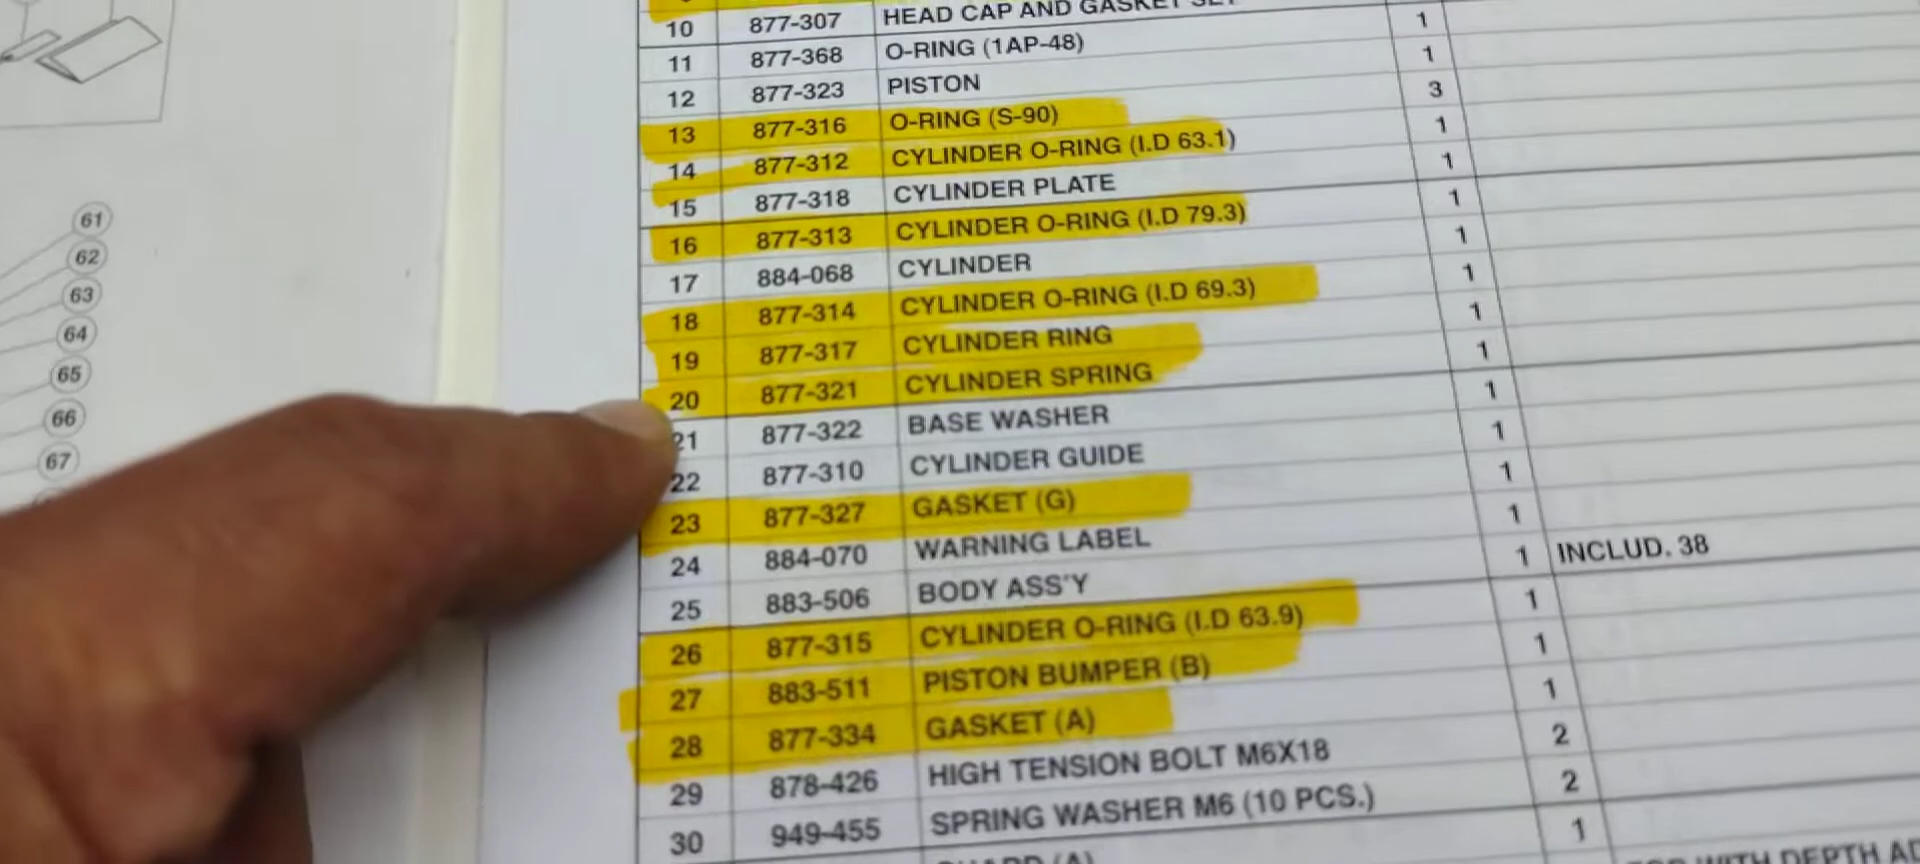 10 877-307 HEAD CAP AND GASKET SET
11 877-368 O-RING (1AP-48) 1
12 877-323 PISTON 1
13 877-316 O-RING (S-90) 3
14 877-312 CYLINDER O-RING (I.D 63.1) 1
15 877-318 CYLINDER PLATE 1
16 877-313 CYLINDER O-RING (I.D 79.3) 1
17 884-068 CYLINDER 1
18 877-314 CYLINDER O-RING (I.D 69.3) 1
19 877-317 CYLINDER RING 1
20 877-321 CYLINDER SPRING 1
21 877-322 BASE WASHER 1
22 877-310 CYLINDER GUIDE 1
23 877-327 GASKET (G) 1
24 884-070 WARNING LABEL 1
25 883-506 BODY ASS'Y 1 INCLUD. 38
26 877-315 CYLINDER O-RING (I.D 63.9) 1
27 883-511 PISTON BUMPER (B) 1
28 877-334 GASKET (A) 1
29 878-426 HIGH TENSION BOLT M6X18 2
30 949-455 SPRING WASHER M6 (10 PCS.) 2
GUARD (A) 1 WITH DEPTH
61
62
63
64
65
66
67